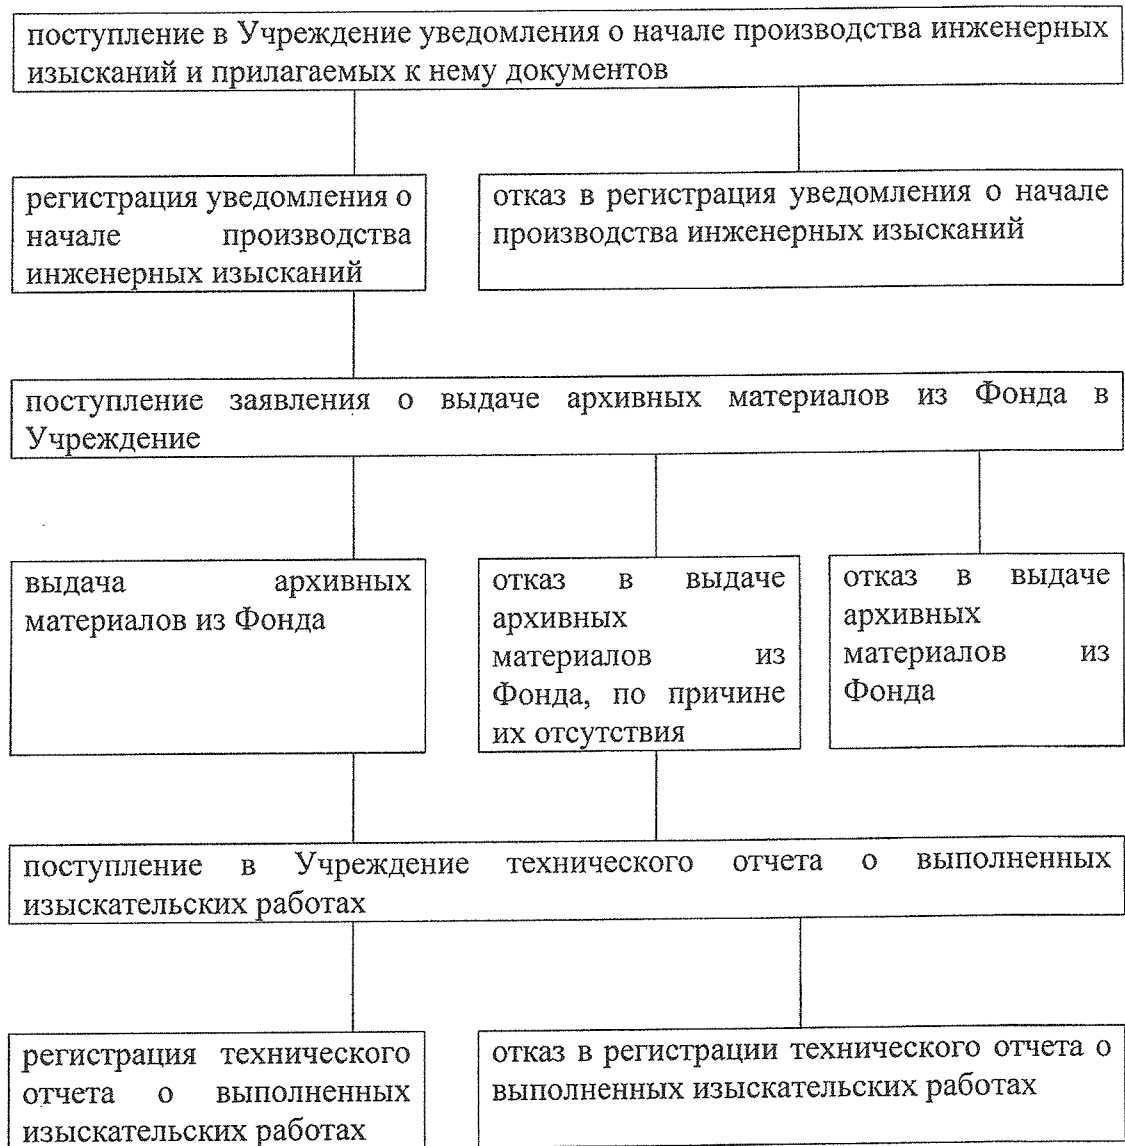 поступление в Учреждение уведомления о начале производства инженерных
изысканий и прилагаемых к нему документов
регистрация уведомления о
начале производства
инженерных изысканий
отказ в регистрация уведомления о начале
производства инженерных изысканий
поступление заявления о выдаче архивных материалов из Фонда в
Учреждение
выдача архивных
материалов из Фонда
отказ в выдаче
архивных
материалов из
Фонда, по причине
их отсутствия
отказ в выдаче
архивных
материалов из
Фонда
поступление в Учреждение технического отчета о выполненных
изыскательских работах
регистрация технического
отчета о выполненных
изыскательских работах
отказ в регистрации технического отчета о
выполненных изыскательских работах